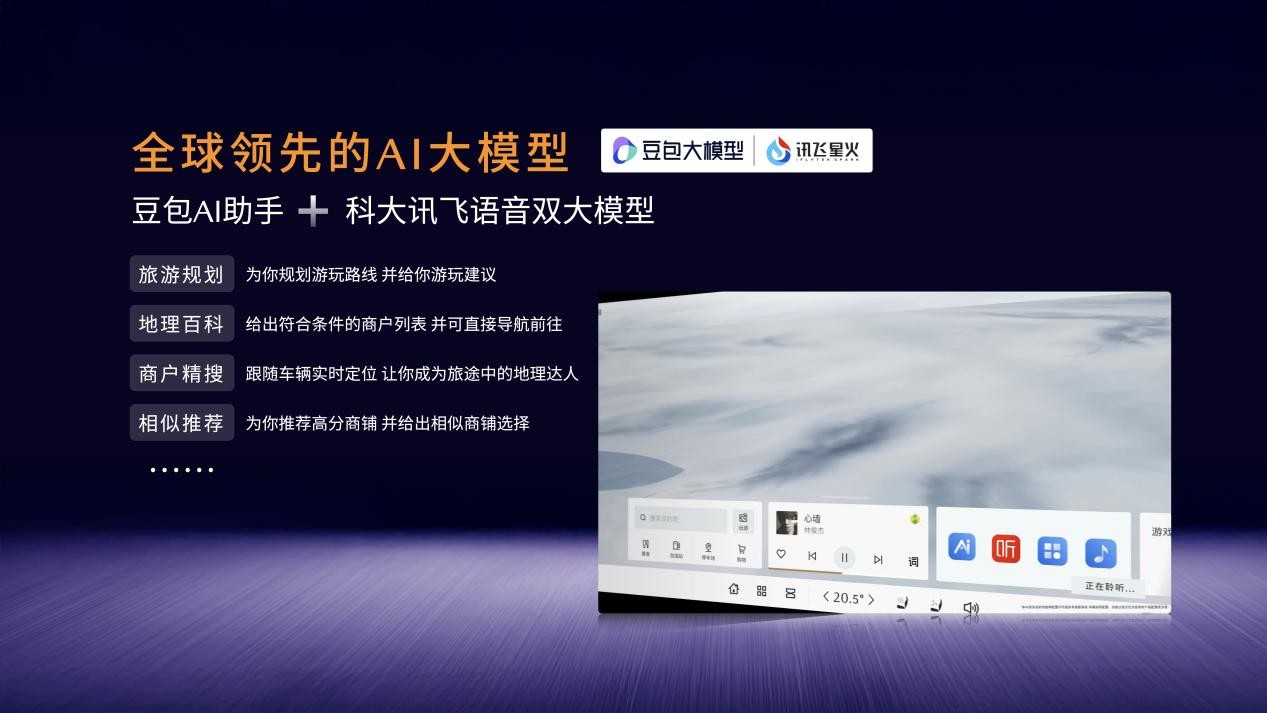 全球领先的AI大模型
豆包大模型
讯飞星火
IFLYTEK SPARK
豆包AI助手 + 科大讯飞语音双大模型
旅游规划 为你规划游玩路线 并给你游玩建议
地理百科 给出符合条件的商户列表 并可直接导航前往
商户精搜 跟随车辆实时定位 让你成为旅途中的地理达人
相似推荐 为你推荐高分商铺 并给出相似商铺选择
......
心墙
林俊杰
词
Ai
听
游戏
正在聆听...
20.5°